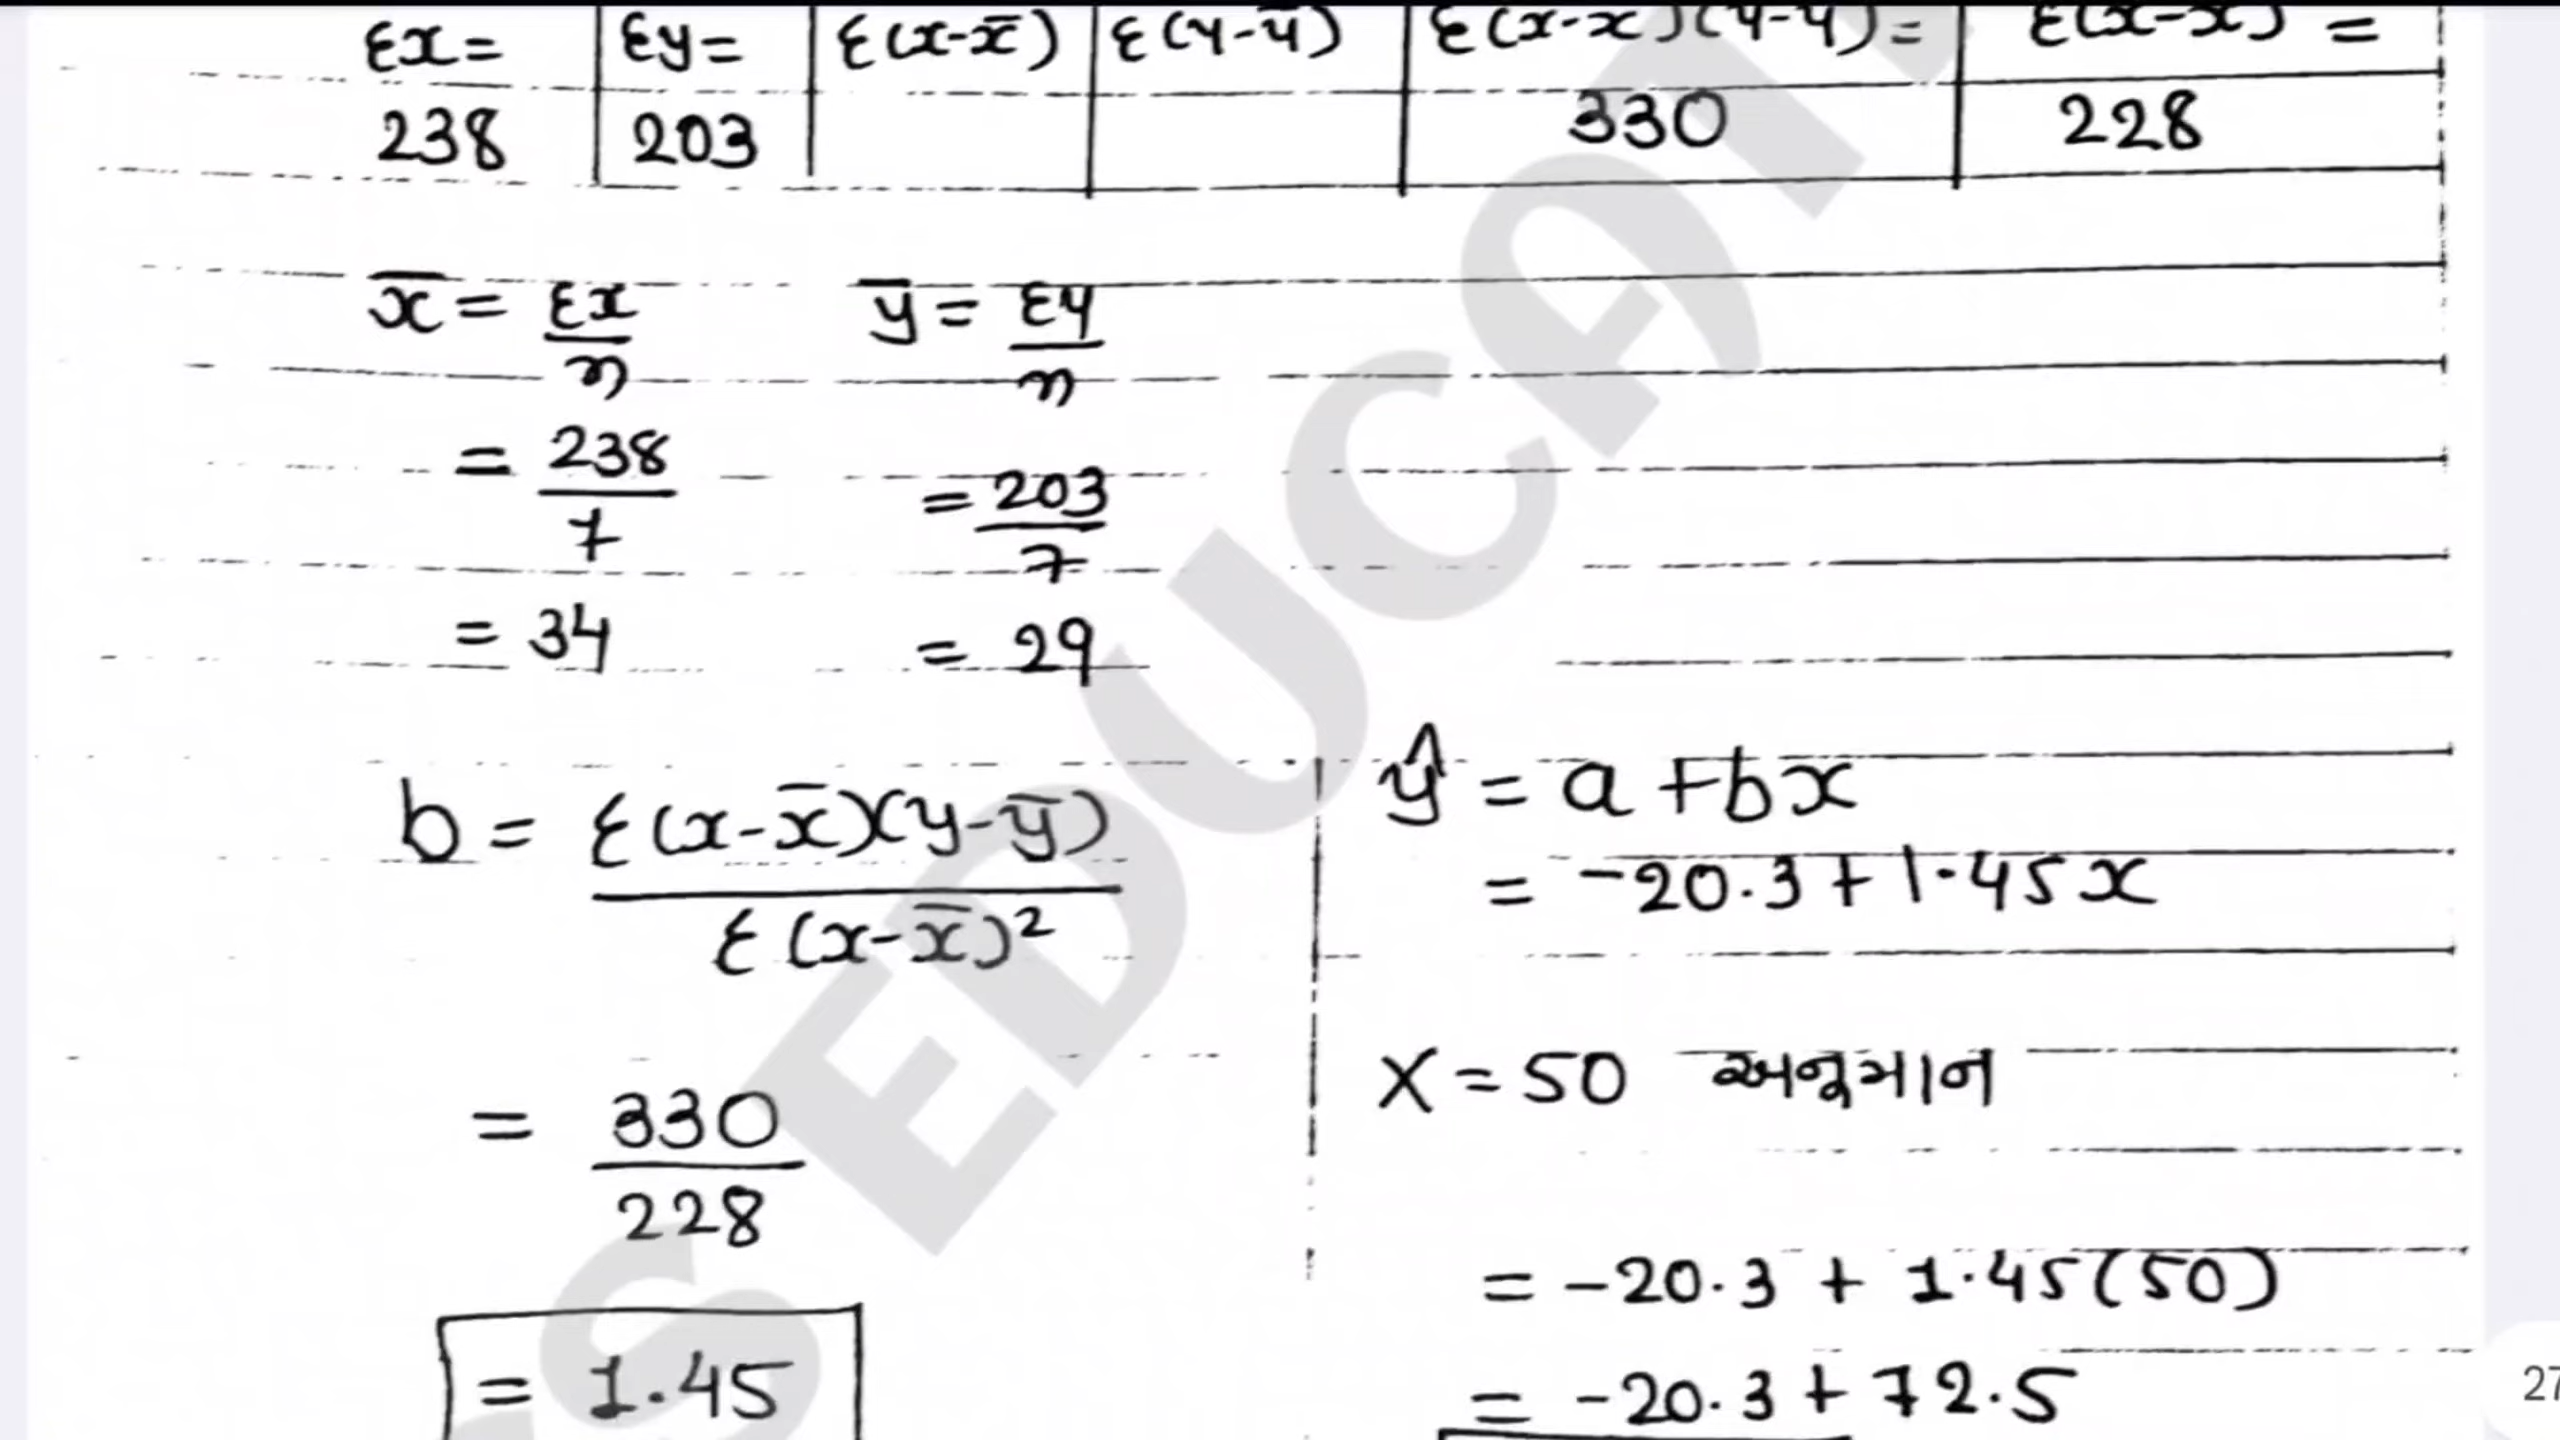 Σx= | Σy= | Σ(x-x̄) | Σ(y-ȳ) | Σ(x-x̄)(y-ȳ)= | Σ(x-x̄) =
238 | 203 | | | 330 | 228
x̄ = Σx/n
ȳ = Σy/n
= 238/7
= 203/7
= 34
= 29
b = Σ(x-x̄)(y-ȳ) / Σ(x-x̄)²
= 330/228
= 1.45
ŷ = a + bx
= -20.3 + 1.45x
X = 50 અનુમાન
= -20.3 + 1.45(50)
= -20.3 + 72.5
27